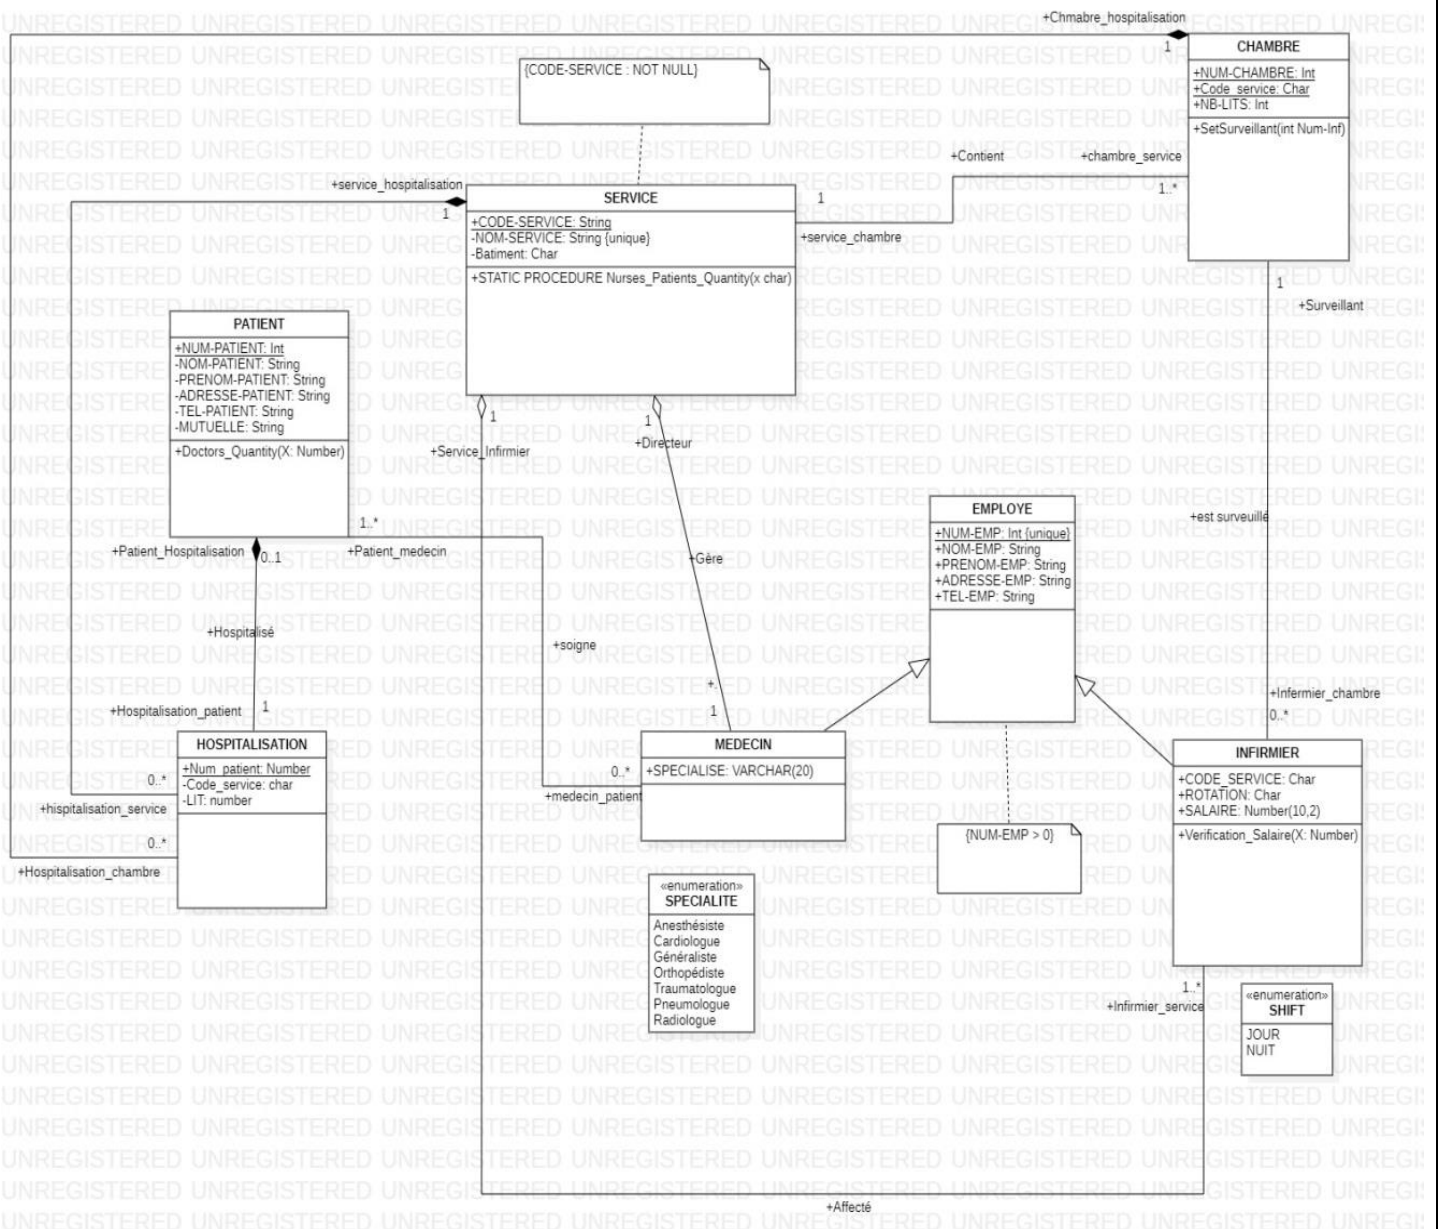 +Chmabre_hospitalisation
1
CHAMBRE
+NUM-CHAMBRE: Int
+Code_service: Char
+NB-LITS: Int
+SetSurveillant(int Num-Inf)
{CODE-SERVICE : NOT NULL}
+Contient
+chambre_service
1..*
+service_hospitalisation
1
SERVICE
+CODE-SERVICE: String
-NOM-SERVICE: String {unique}
-Batiment: Char
+STATIC PROCEDURE Nurses_Patients_Quantity(x char)
1
+service_chambre
1
+Surveillant
PATIENT
+NUM-PATIENT: Int
-NOM-PATIENT: String
-PRENOM-PATIENT: String
-ADRESSE-PATIENT: String
-TEL-PATIENT: String
-MUTUELLE: String
+Doctors_Quantity(X: Number)
1
+Service_Infirmier
1
+Directeur
1..*
+Patient_Hospitalisation
0..1
+Patient_medecin
EMPLOYE
+NUM-EMP: Int {unique}
+NOM-EMP: String
+PRENOM-EMP: String
+ADRESSE-EMP: String
+TEL-EMP: String
+est surveuillé
+Gère
+Hospitalisé
+soigne
+.
1
+Hospitalisation_patient
1
+Infermier_chambre
0..*
HOSPITALISATION
+Num_patient: Number
-Code_service: char
-LIT: number
0..*
+hispitalisation_service
0..*
+Hospitalisation_chambre
MEDECIN
+SPECIALISE: VARCHAR(20)
0..*
+medecin_patient
INFIRMIER
+CODE_SERVICE: Char
+ROTATION: Char
+SALAIRE: Number(10,2)
+Verification_Salaire(X: Number)
{NUM-EMP > 0}
«enumeration»
SPECIALITE
Anesthésiste
Cardiologue
Généraliste
Orthopédiste
Traumatologue
Pneumologue
Radiologue
1..*
+Infirmier_service
«enumeration»
SHIFT
JOUR
NUIT
+Affecté